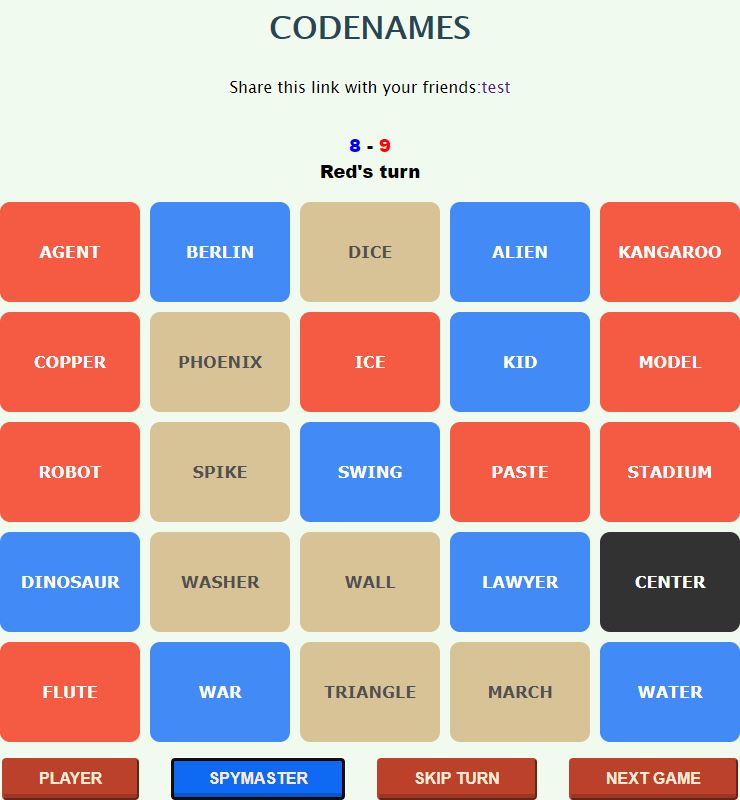 CODENAMES
Share this link with your friends:test
8 - 9
Red's turn
AGENT BERLIN DICE ALIEN KANGAROO
COPPER PHOENIX ICE KID MODEL
ROBOT SPIKE SWING PASTE STADIUM
DINOSAUR WASHER WALL LAWYER CENTER
FLUTE WAR TRIANGLE MARCH WATER
PLAYER SPYMASTER SKIP TURN NEXT GAME